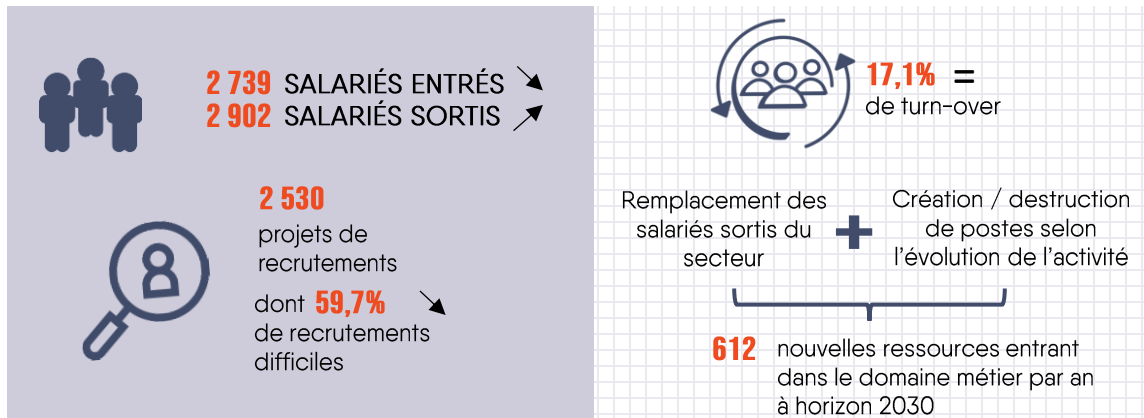 2 739 SALARIÉS ENTRÉS
2 902 SALARIÉS SORTIS
2 530
projets de
recrutements
dont 59,7%
de recrutements
difficiles
17,1% =
de turn-over
Remplacement des
salariés sortis du
secteur
+
Création / destruction
de postes selon
l'évolution de l'activité
612 nouvelles ressources entrant
dans le domaine métier par an
à horizon 2030